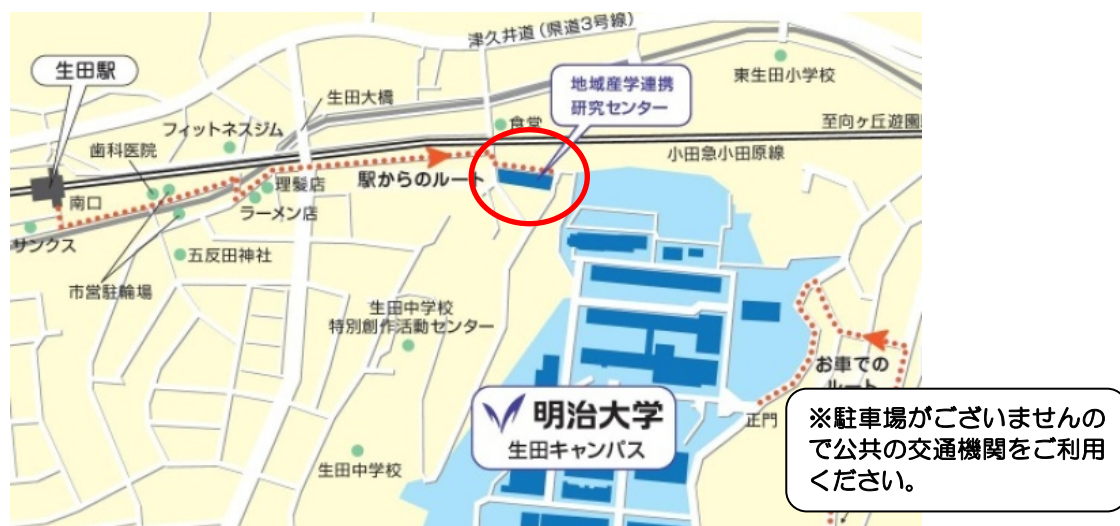 津久井道（県道3号線）
生田駅
地域産学連携
研究センター
東生田小学校
生田大橋
フィットネスジム
食堂
至向ヶ丘遊園
歯科医院
小田急小田原線
駅からのルート
理髪店
南口
ラーメン店
サンクス
五反田神社
市営駐輪場
生田中学校
特別創作活動センター
お車での
ルート
明治大学
生田キャンパス
正門
生田中学校
※駐車場がございませんの
で公共の交通機関をご利用
ください。